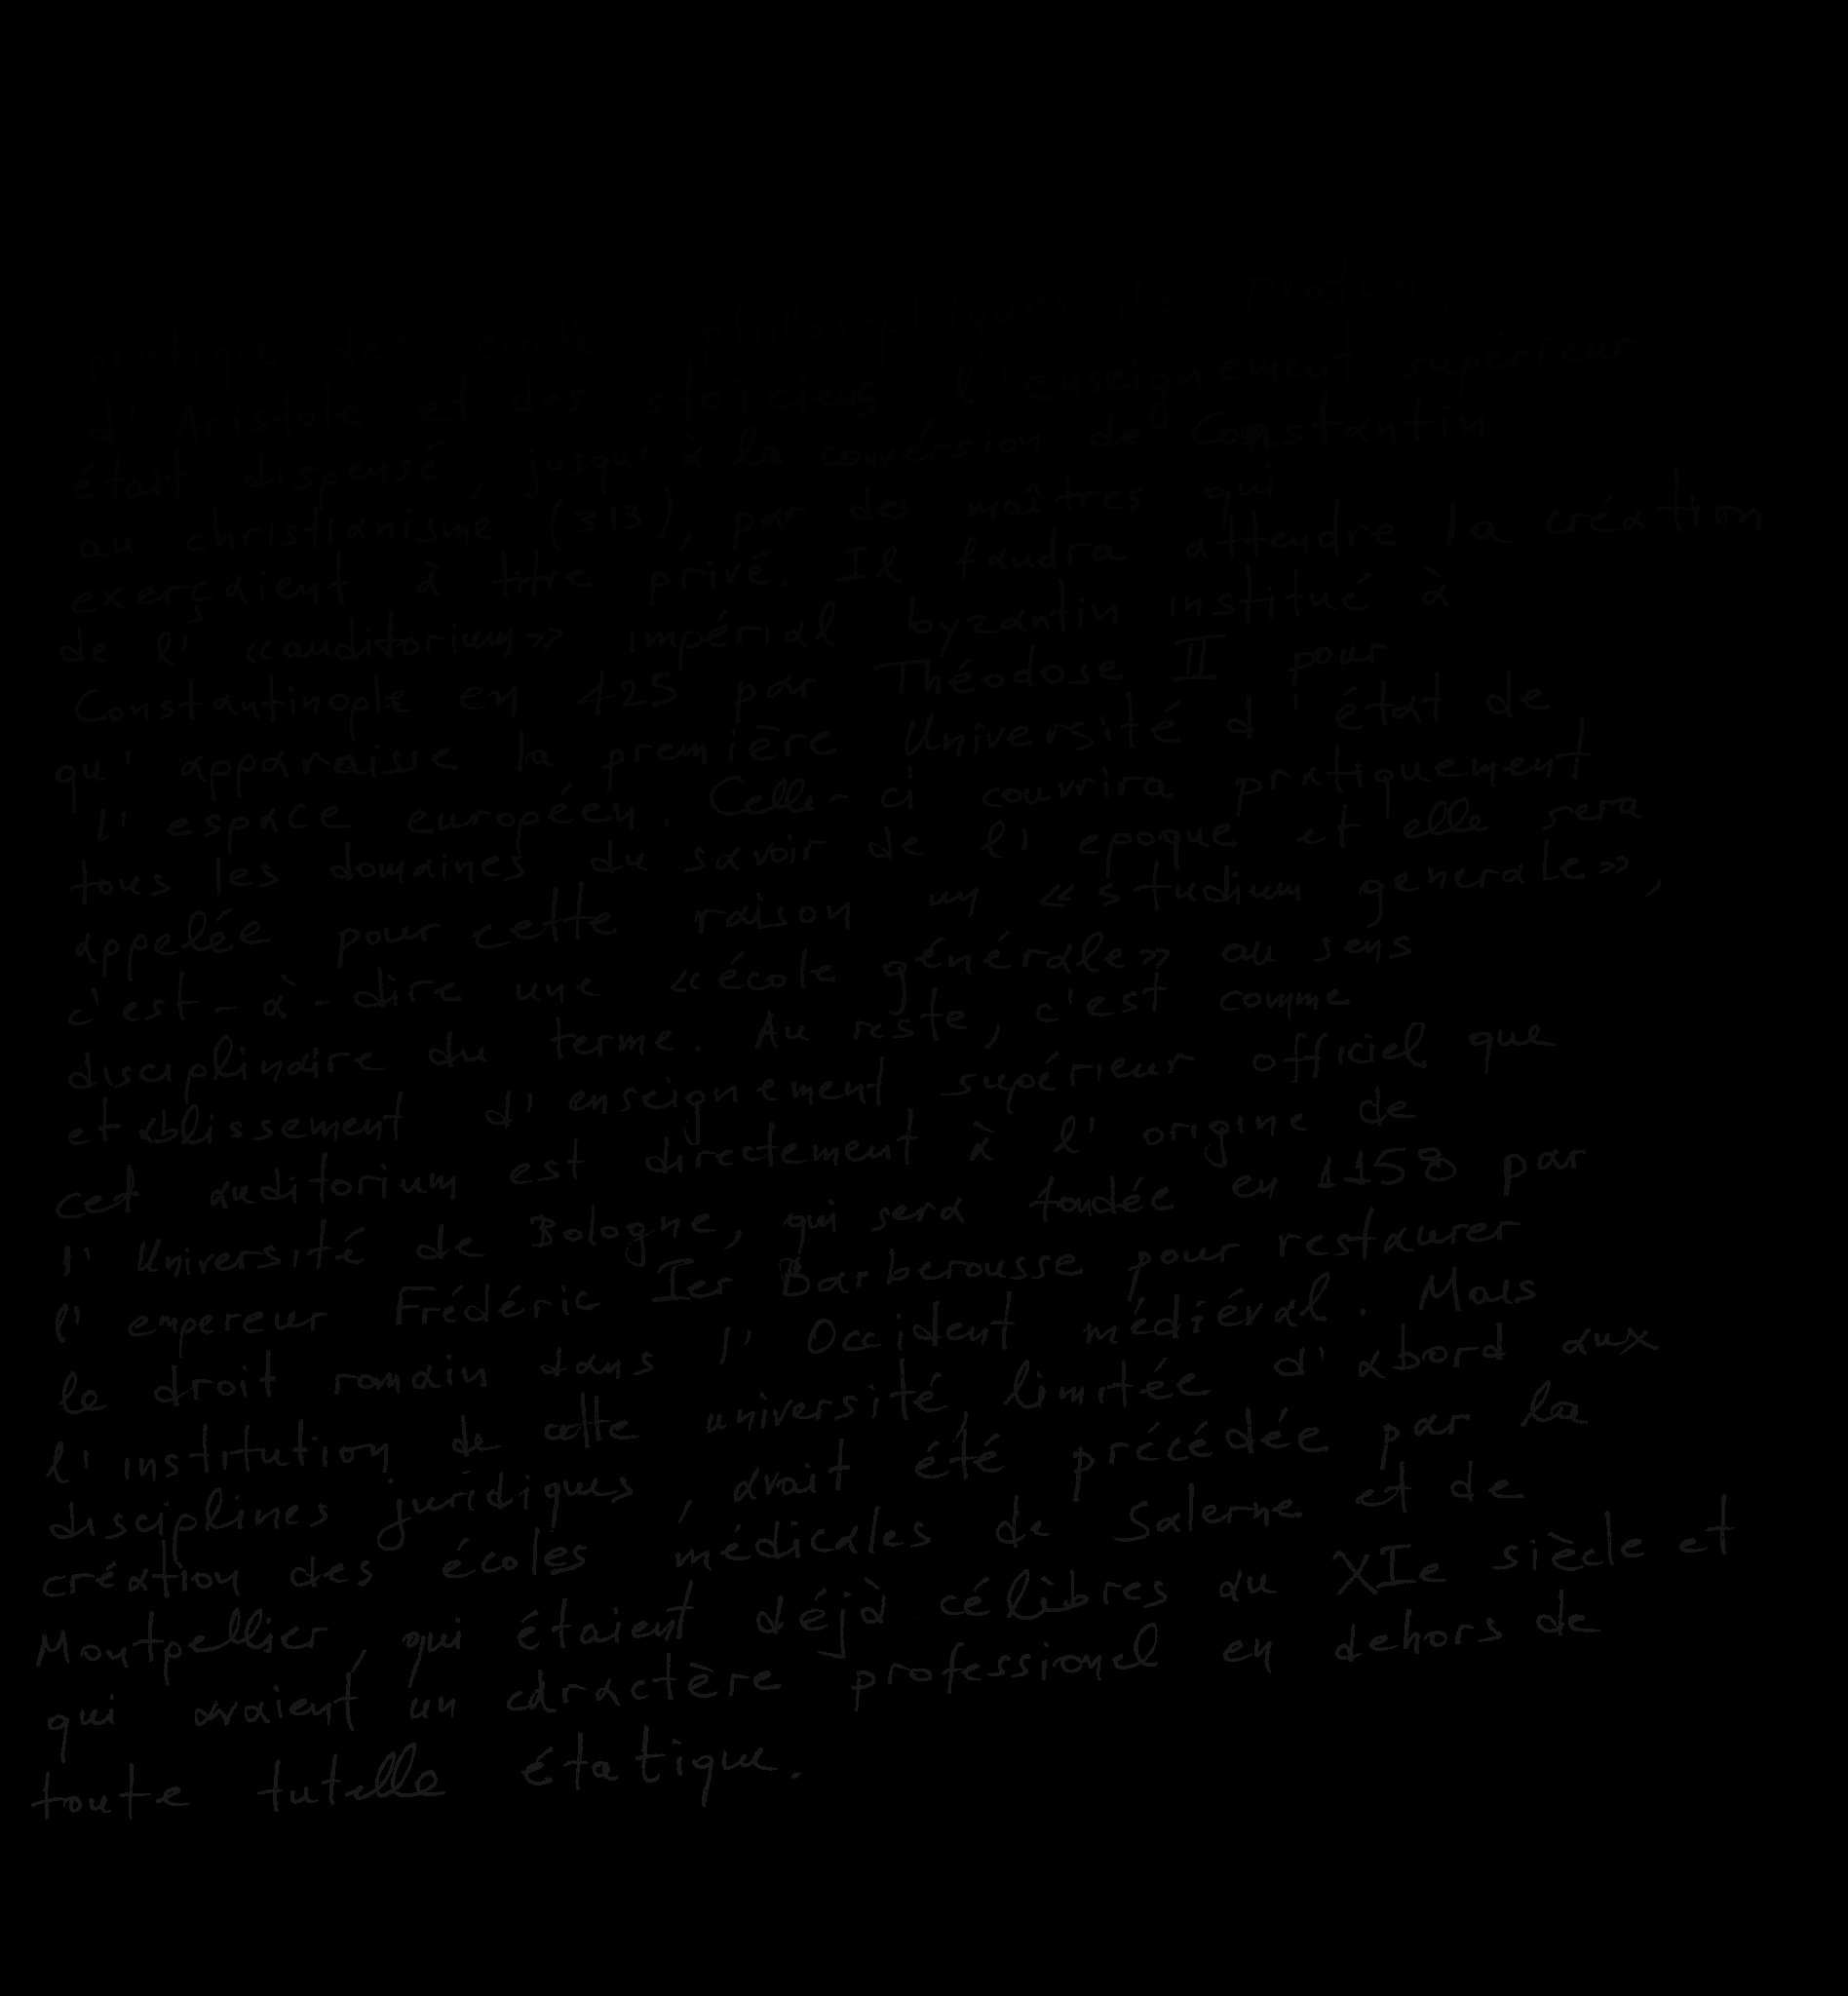 pratique des écoles philosophiques de Platon,
d'Aristote et des stoïciens l'enseignement supérieur
était dispensé, jusqu'à la conversion de Constantin
au christianisme (313), par des maîtres qui
exerçaient à titre privé. Il faudra attendre la création
de l' «auditorium» impérial byzantin institué à
Constantinople en 425 par Théodose II pour
qu'apparaisse la première Université d'état de
l'espace européen. Celle-ci couvrira pratiquement
tous les domaines du savoir de l'epoque et elle sera
appelée pour cette raison un «studium generale»,
c'est-à-dire une «école générale» au sens
disciplinaire du terme. Au reste, c'est comme
etablissement d'enseignement supérieur officiel que
cet auditorium est directement à l'origine de
l'Université de Bologne, qui sera fondée en 1158 par
l'empereur Frédéric Ier Barberousse pour restaurer
le droit romain dans l'Occident médiéval. Mais
l'institution de cette université, limitée d'abord aux
disciplines juridiques, avait été précédée par la
création des écoles médicales de Salerne et de
Montpellier, qui étaient déjà célèbres au XIe siècle et
qui avaient un caractère professionel en dehors de
toute tutelle étatique.